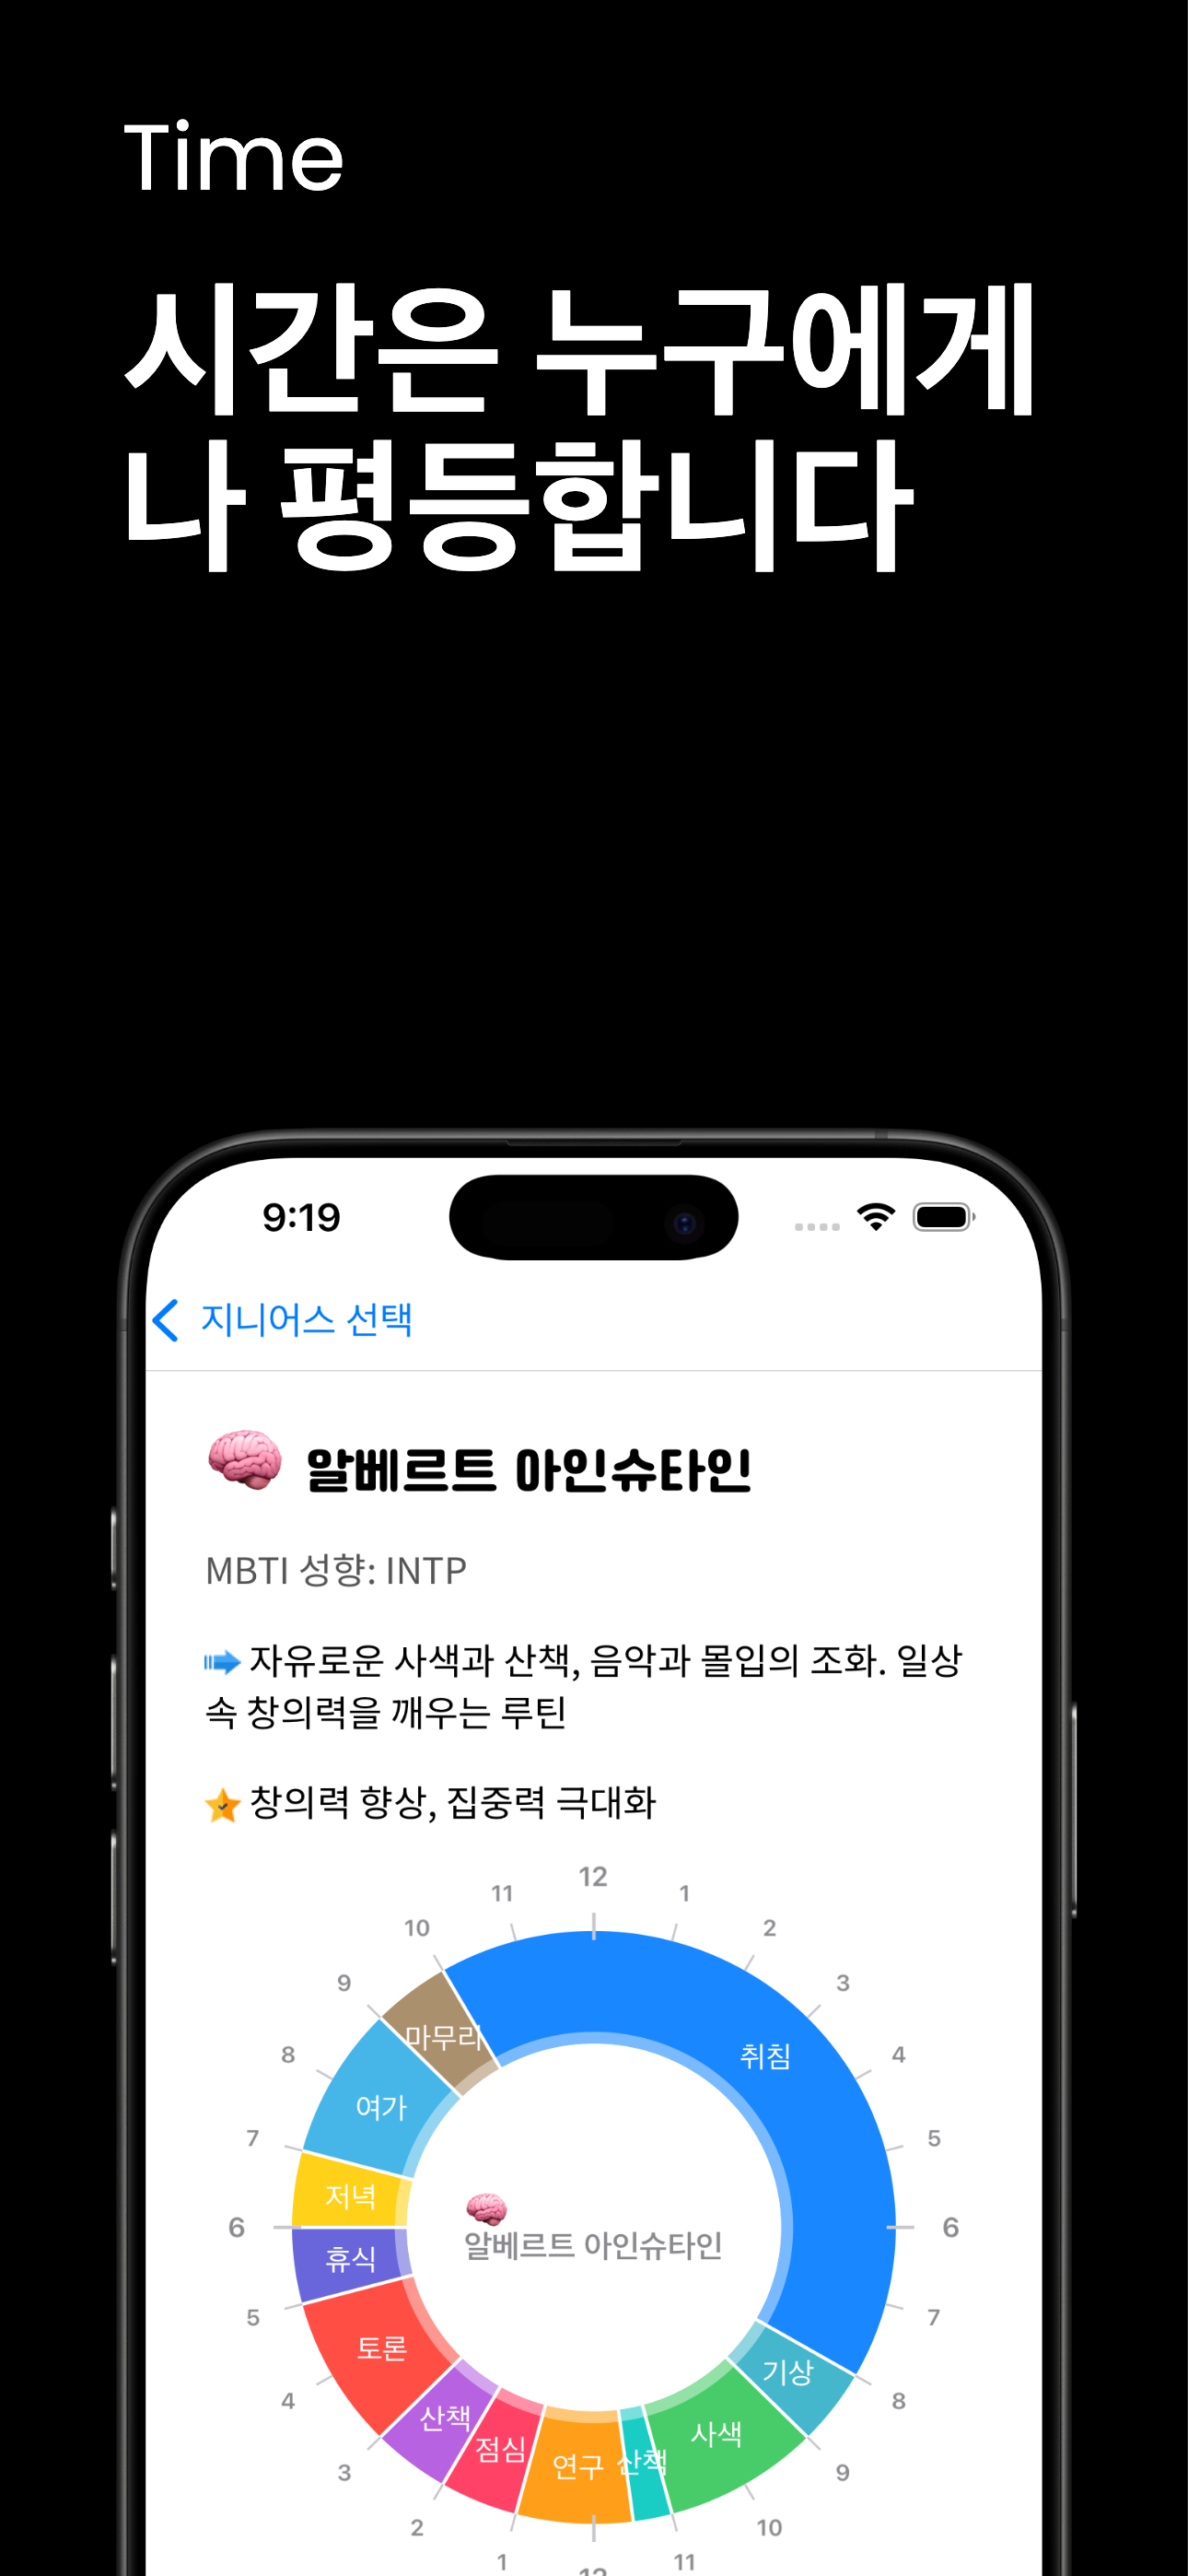 Time
시간은 누구에게
나 평등합니다
9:19
지니어스 선택
알베르트 아인슈타인
MBTI 성향: INTP
자유로운 사색과 산책, 음악과 몰입의 조화. 일상
속 창의력을 깨우는 루틴
창의력 향상, 집중력 극대화
12
11
1
10
2
9
3
마무리
취침
8
4
여가
7
5
저녁
6
알베르트 아인슈타인
6
휴식
5
7
토론
기상
4
8
산책
점심
연구
산책
사색
3
9
2
10
1
12
11